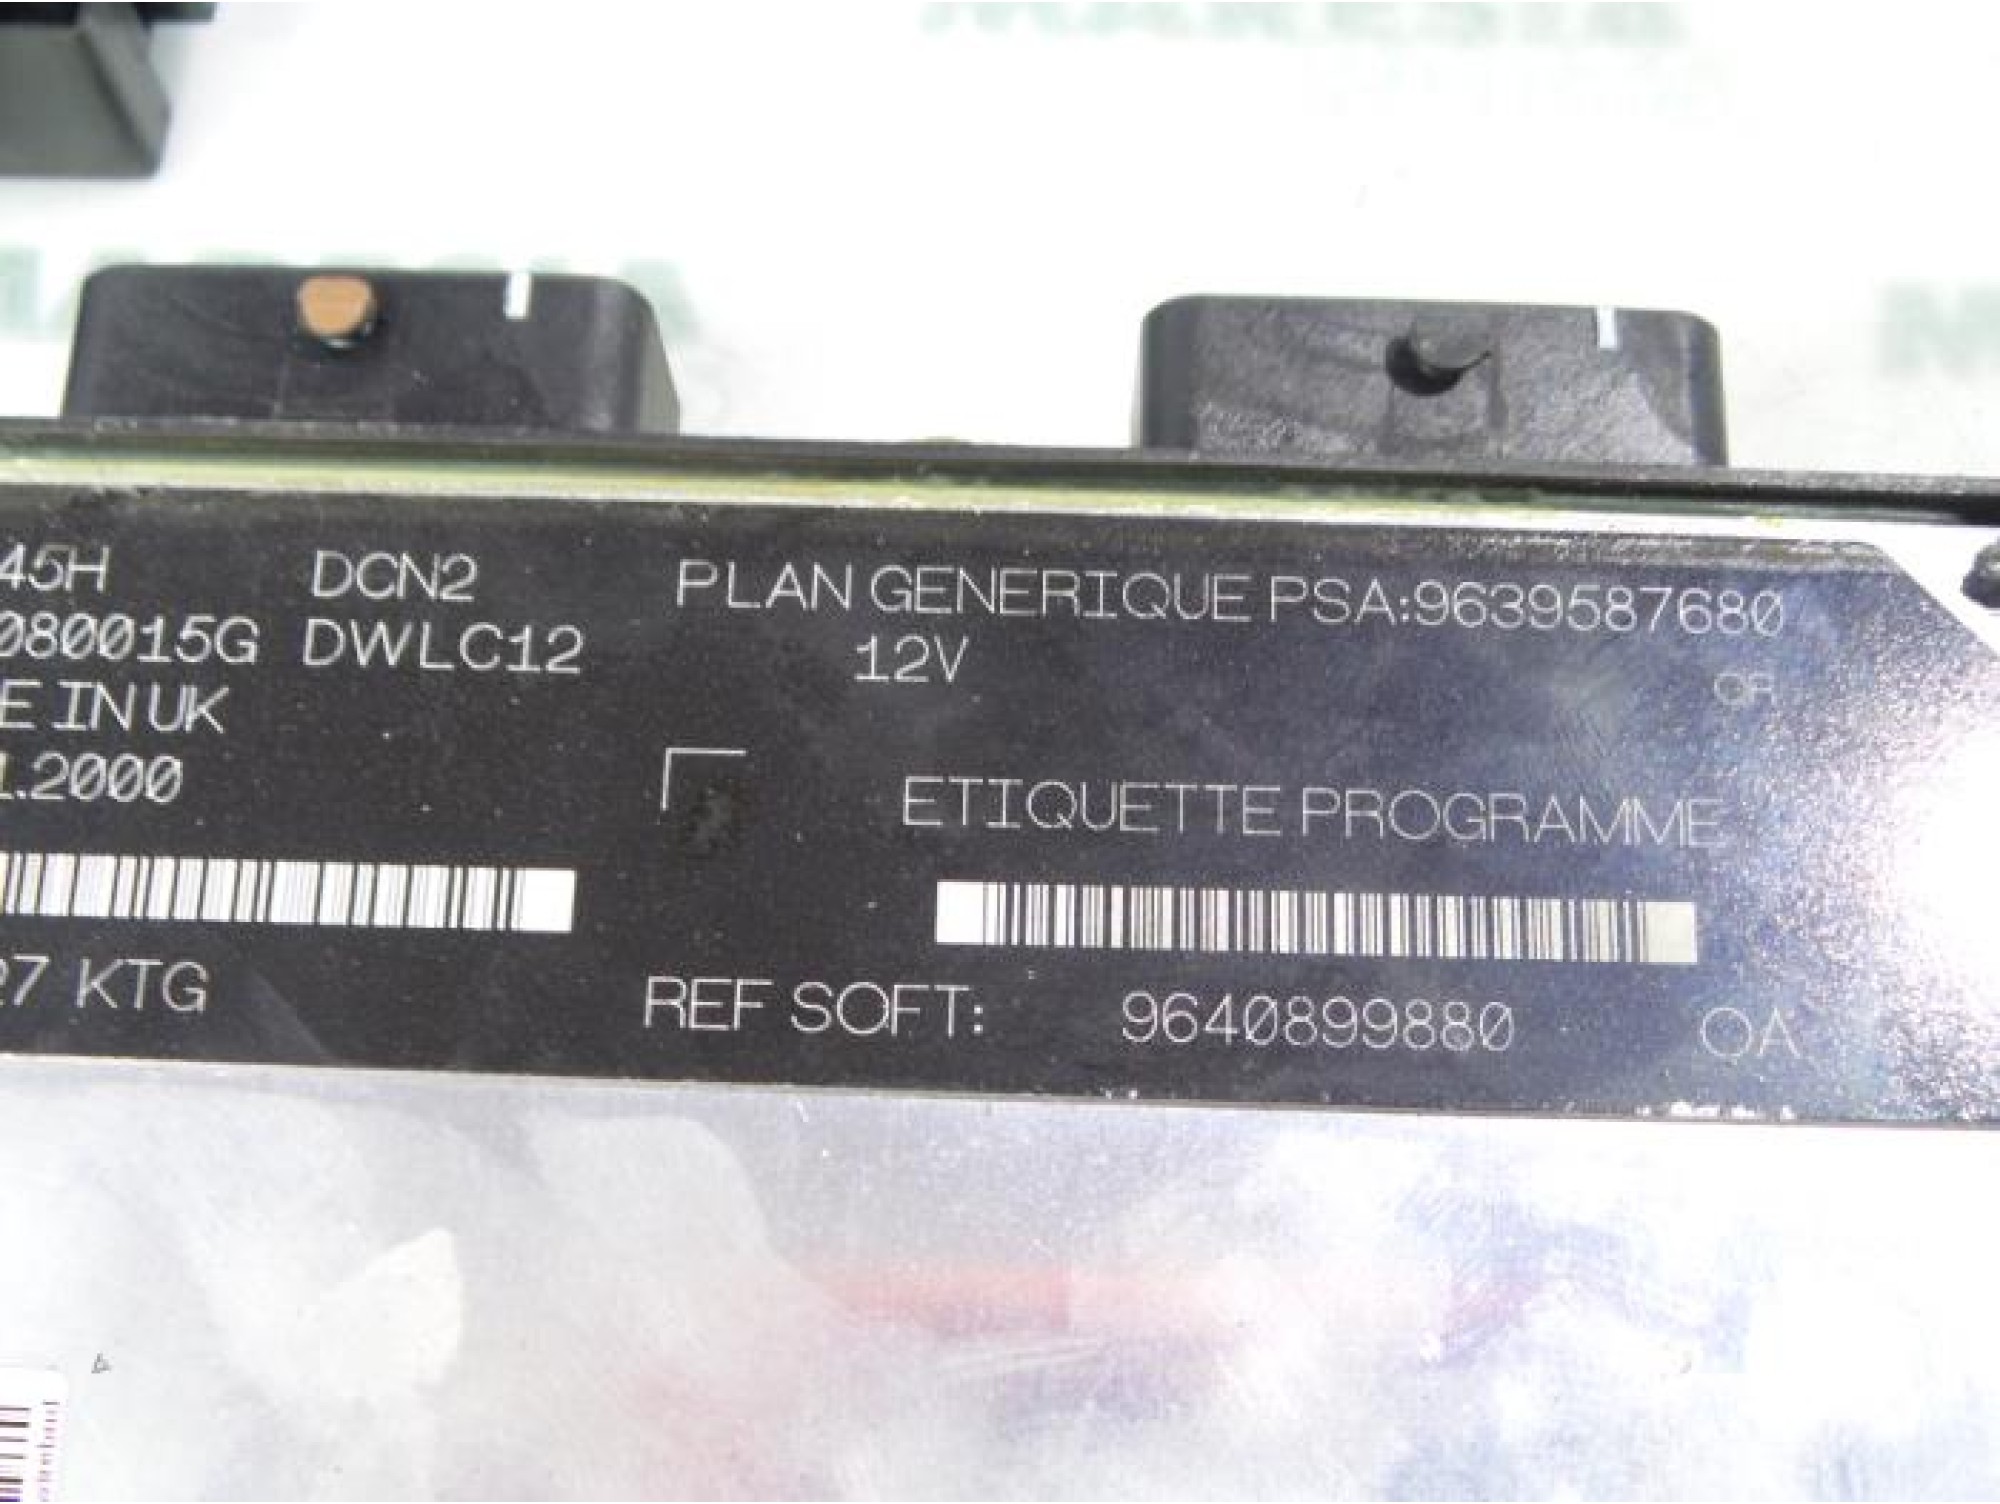 45H DCN2 PLAN GENERIQUE PSA:9639587680
080015G DWLC12 12V
E IN UK
1.2000 ETIQUETTE PROGRAMME
27 KTG REF SOFT: 9640899880 OA